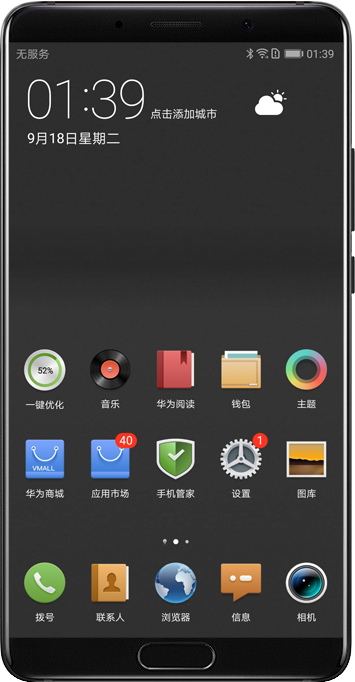 无服务 01:39
01:39 点击添加城市
9月18日星期二
52%
一键优化 音乐 华为阅读 钱包 主题
40 1
VMALL
华为商城 应用市场 手机管家 设置 图库
拨号 联系人 浏览器 信息 相机